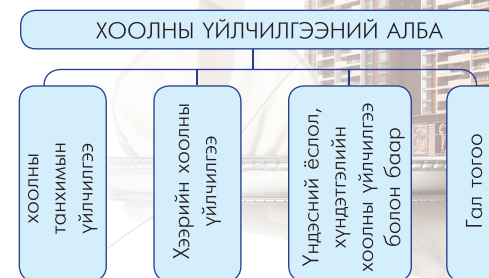 ХООЛНЫ ҮЙЛЧИЛГЭЭНИЙ АЛБА
хоолны
танхимын
үйлчилгээ
Хээрийн хоолны
үйлчилгээ
Үндэсний ёслол,
хүндэтгэлийн
хоолны үйлчилгээ
болон баар
Гал тогоо